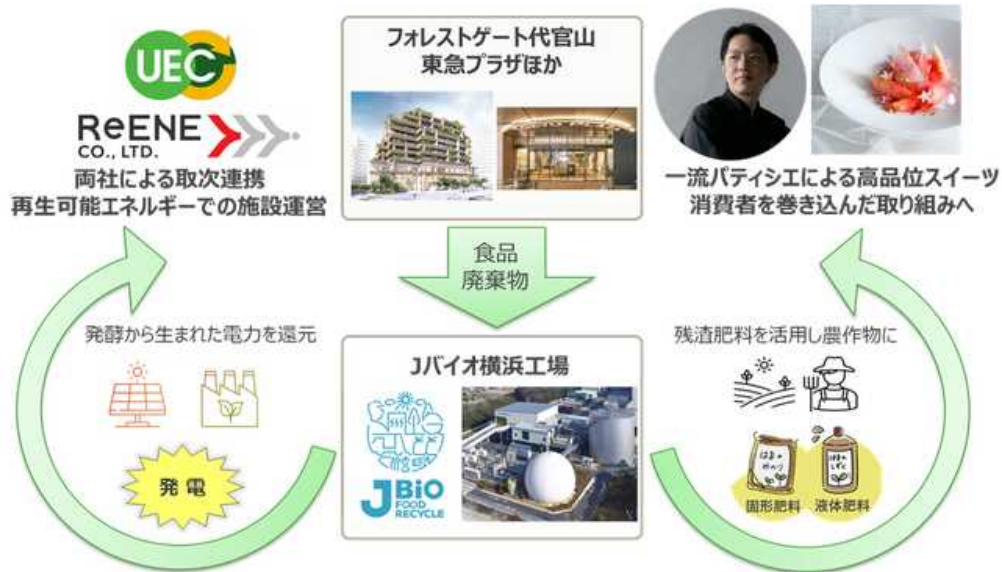 UEC
ReENE
CO., LTD.
両社による取次連携
再生可能エネルギーでの施設運営
フォレストゲート代官山
東急プラザほか
一流パティシエによる高品位スイーツ
消費者を巻き込んだ取り組みへ
食品
廃棄物
発酵から生まれた電力を還元
発電
Jバイオ横浜工場
J BiO
FOOD
RECYCLE
残渣肥料を活用し農作物に
固形肥料
液体肥料